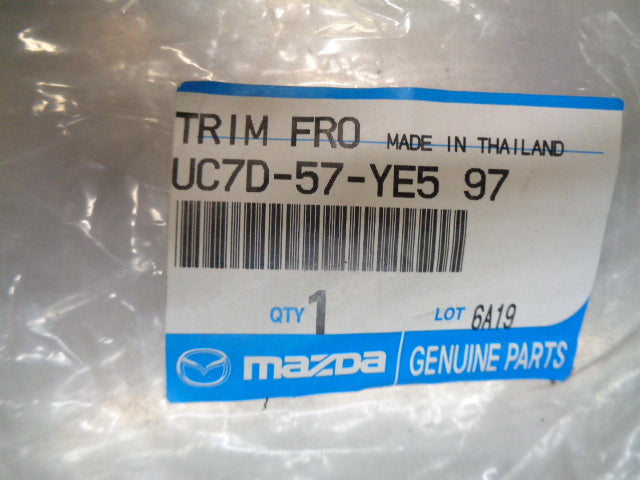 TRIM FRO MADE IN THAILAND
UC7D-57-YE5 97
QTY 1 LOT 6A19
mazda GENUINE PARTS